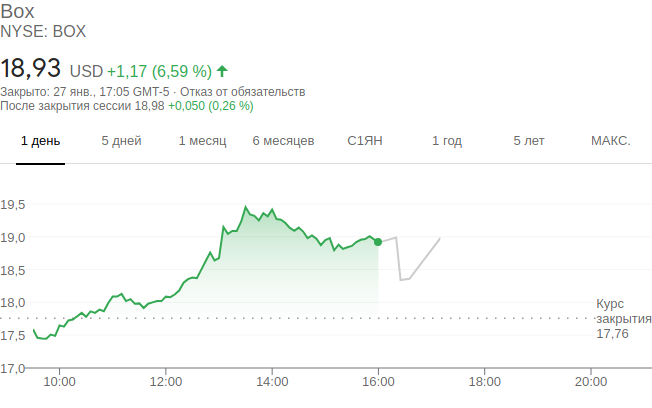 Box
NYSE: BOX
18,93 USD +1,17 (6,59 %)
Закрыто: 27 янв., 17:05 GMT-5 · Отказ от обязательств
После закрытия сессии 18,98 +0,050 (0,26 %)
1 день 5 дней 1 месяц 6 месяцев С1ЯН 1 год 5 лет МАКС.
19,5
19,0
18,5
18,0
17,5
17,0
Курс
закрытия
17,76
10:00 12:00 14:00 16:00 18:00 20:00